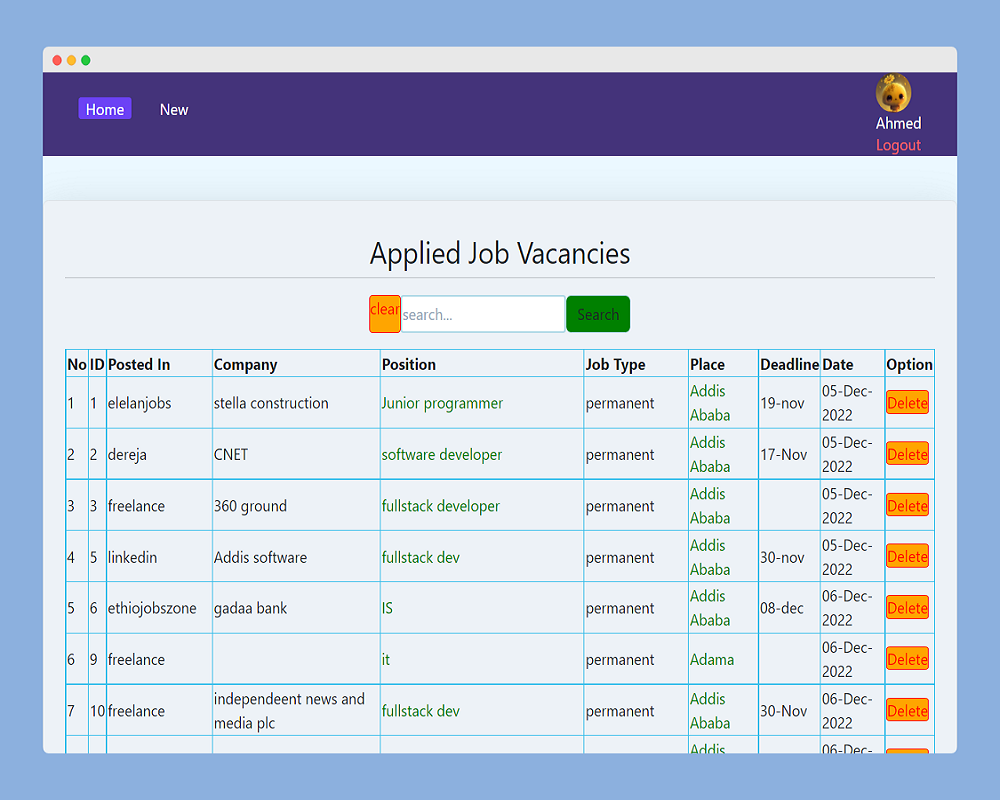 Home New
Ahmed
Logout
Applied Job Vacancies
clear search... Search
No ID Posted In Company Position Job Type Place Deadline Date Option
1 1 elelanjobs stella construction Junior programmer permanent Addis Ababa 19-nov 05-Dec-2022 Delete
2 2 dereja CNET software developer permanent Addis Ababa 17-Nov 05-Dec-2022 Delete
3 3 freelance 360 ground fullstack developer permanent Addis Ababa 05-Dec-2022 Delete
4 5 linkedin Addis software fullstack dev permanent Addis Ababa 30-nov 05-Dec-2022 Delete
5 6 ethiojobszone gadaa bank IS permanent Addis Ababa 08-dec 06-Dec-2022 Delete
6 9 freelance it permanent Adama 06-Dec-2022 Delete
7 10 freelance independeent news and media plc fullstack dev permanent Addis Ababa 30-Nov 06-Dec-2022 Delete
Addis 06-Dec-